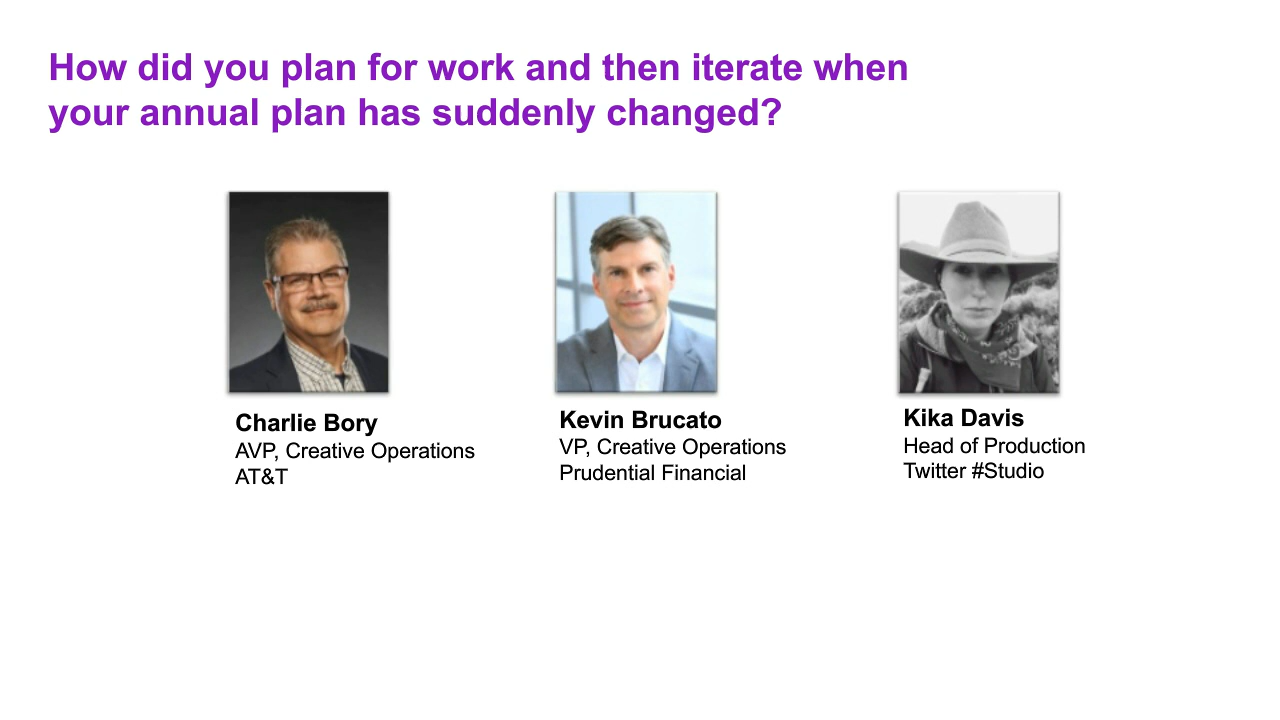 How did you plan for work and then iterate when
your annual plan has suddenly changed?
Charlie Bory
AVP, Creative Operations
AT&T
Kevin Brucato
VP, Creative Operations
Prudential Financial
Kika Davis
Head of Production
Twitter #Studio